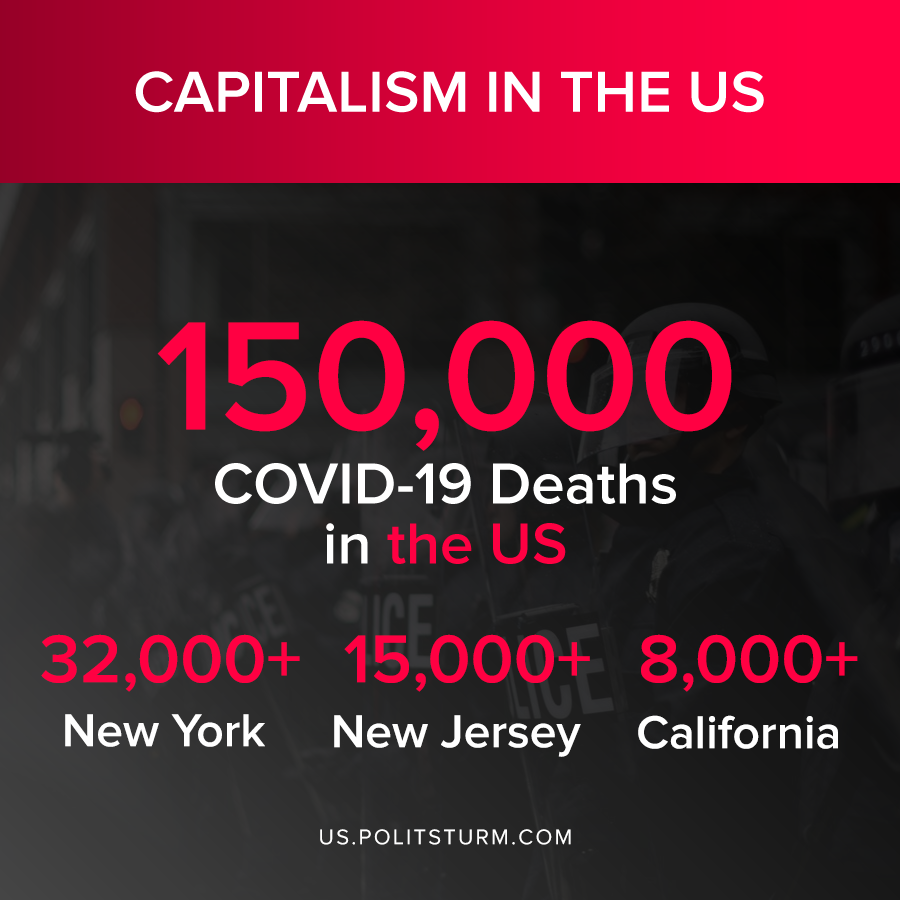 CAPITALISM IN THE US
150,000
COVID-19 Deaths
in the US
32,000+ 15,000+ 8,000+
New York New Jersey California
US.POLITSTURM.COM